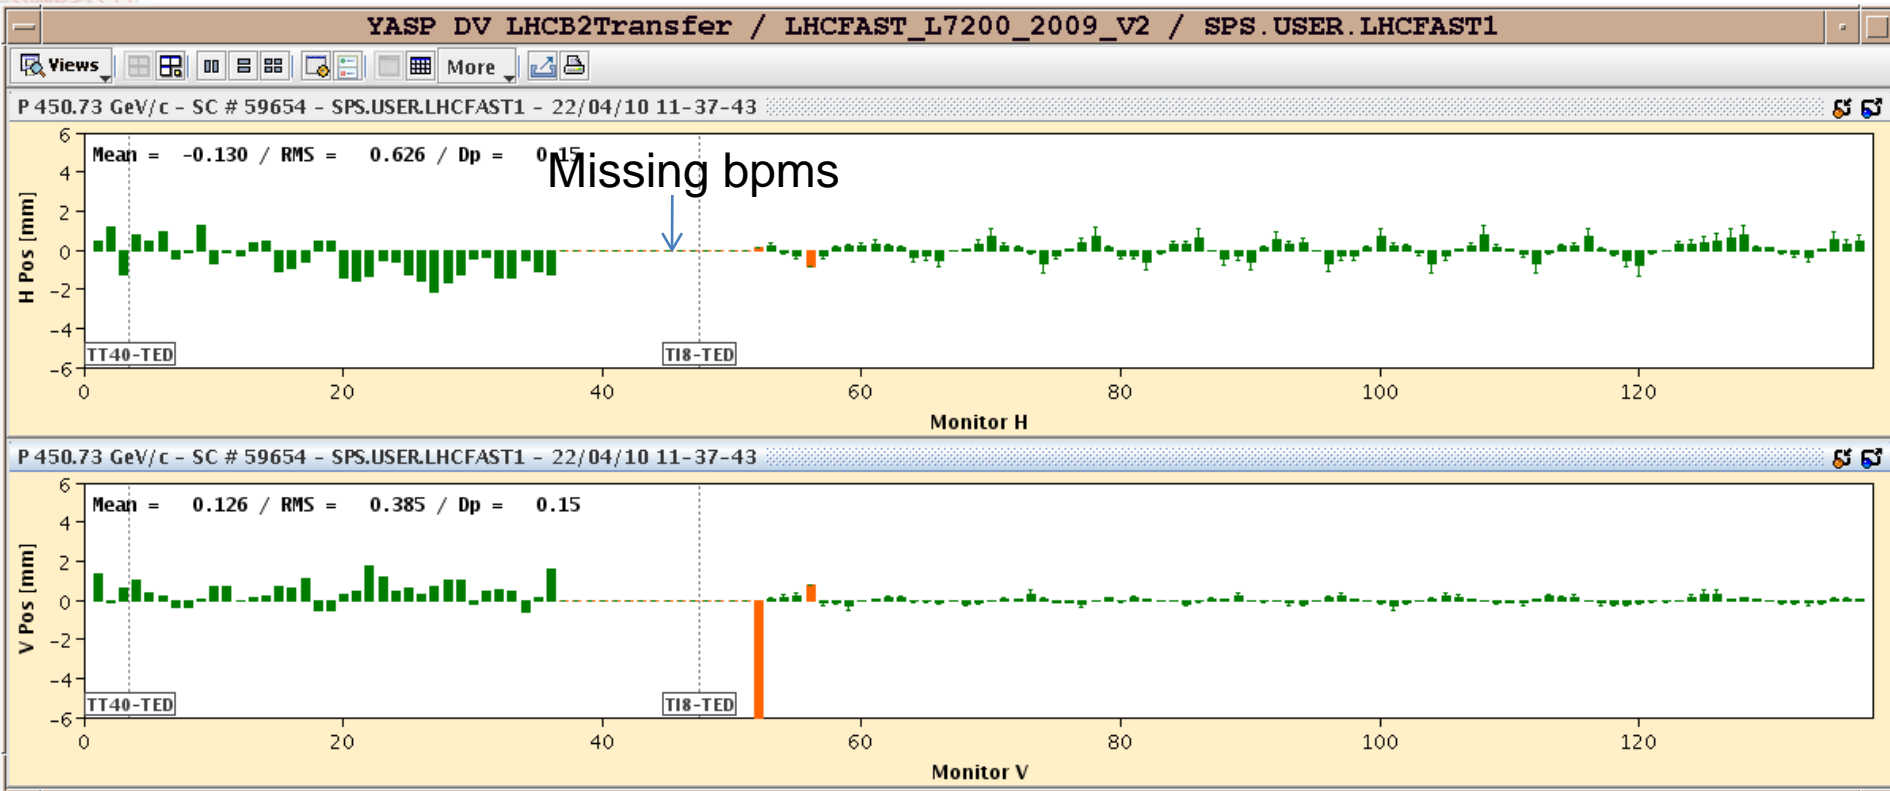 YASP DV LHCB2Transfer / LHCFAST_L7200_2009_V2 / SPS.USER.LHCFAST1
Views More
P 450.73 GeV/c - SC # 59654 - SPS.USER.LHCFAST1 - 22/04/10 11-37-43
Mean = -0.130 / RMS = 0.626 / Dp = 0.15
Missing bpms
H Pos [mm]
6
4
2
0
-2
-4
-6
TT40-TED TI8-TED
0 20 40 60 80 100 120
Monitor H
P 450.73 GeV/c - SC # 59654 - SPS.USER.LHCFAST1 - 22/04/10 11-37-43
Mean = 0.126 / RMS = 0.385 / Dp = 0.15
V Pos [mm]
6
4
2
0
-2
-4
-6
TT40-TED TI8-TED
0 20 40 60 80 100 120
Monitor V